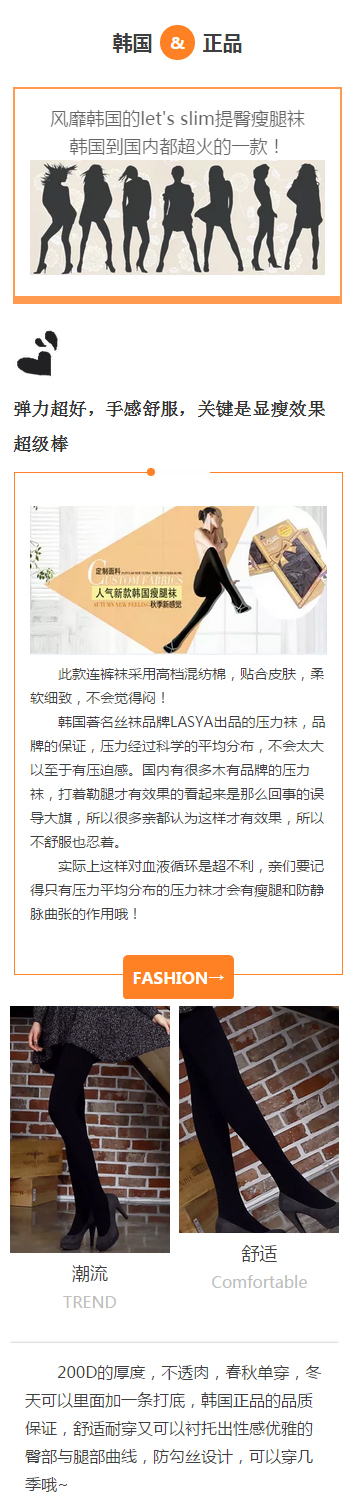 韩国 & 正品
风靡韩国的let's slim提臀瘦腿袜
韩国到国内都超火的一款！
弹力超好，手感舒服，关键是显瘦效果
超级棒
定制面料
CUSTOM FABRICS
人气新款韩国瘦腿袜
AUTUMN NEW FEELING秋季新感觉
此款连裤袜采用高档混纺棉，贴合皮肤，柔
软细致，不会觉得闷！
韩国著名丝袜品牌LASYA出品的压力袜，品
牌的保证，压力经过科学的平均分布，不会太大
以至于有压迫感。国内有很多木有品牌的压力
袜，打着勒腿才有效果的看起来是那么回事的误
导大旗，所以很多亲都认为这样才有效果，所以
不舒服也忍着。
实际上这样对血液循环是超不利，亲们要记
得只有压力平均分布的压力袜才会有瘦腿和防静
脉曲张的作用哦！
FASHION→
潮流
TREND
舒适
Comfortable
200D的厚度，不透肉，春秋单穿，冬
天可以里面加一条打底，韩国正品的品质
保证，舒适耐穿又可以衬托出性感优雅的
臀部与腿部曲线，防勾丝设计，可以穿几
季哦~